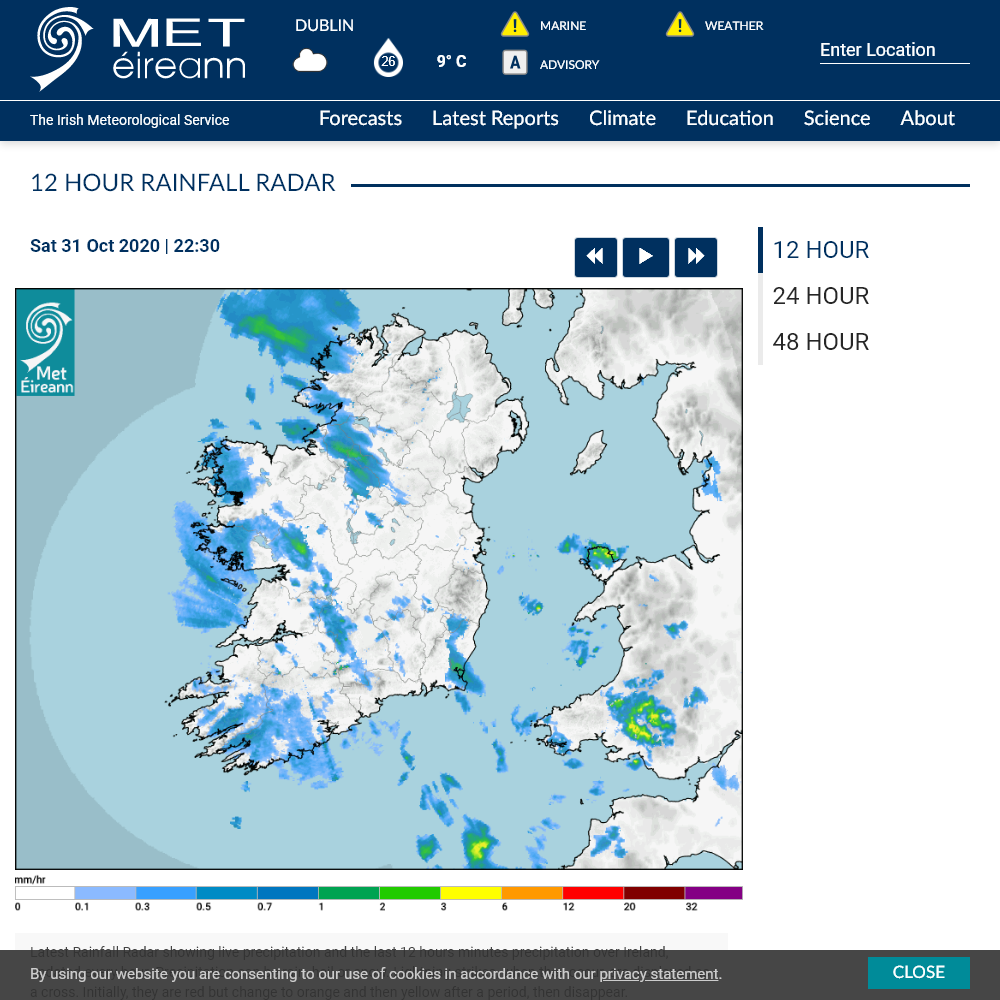 MET
éireann
DUBLIN
26
9° C
MARINE
WEATHER
A
ADVISORY
Enter Location
The Irish Meteorological Service
Forecasts
Latest Reports
Climate
Education
Science
About
12 HOUR RAINFALL RADAR
Sat 31 Oct 2020 | 22:30
12 HOUR
24 HOUR
48 HOUR
Met
Éireann
mm/hr
0 0.1 0.3 0.5 0.7 1 2 3 6 12 20 32
Latest Rainfall Radar showing live precipitation and the last 12 hours minutes precipitation over Ireland,
By using our website you are consenting to our use of cookies in accordance with our privacy statement.
CLOSE
a cross. Initially, they are red but change to orange and then yellow after a period, then disappear.